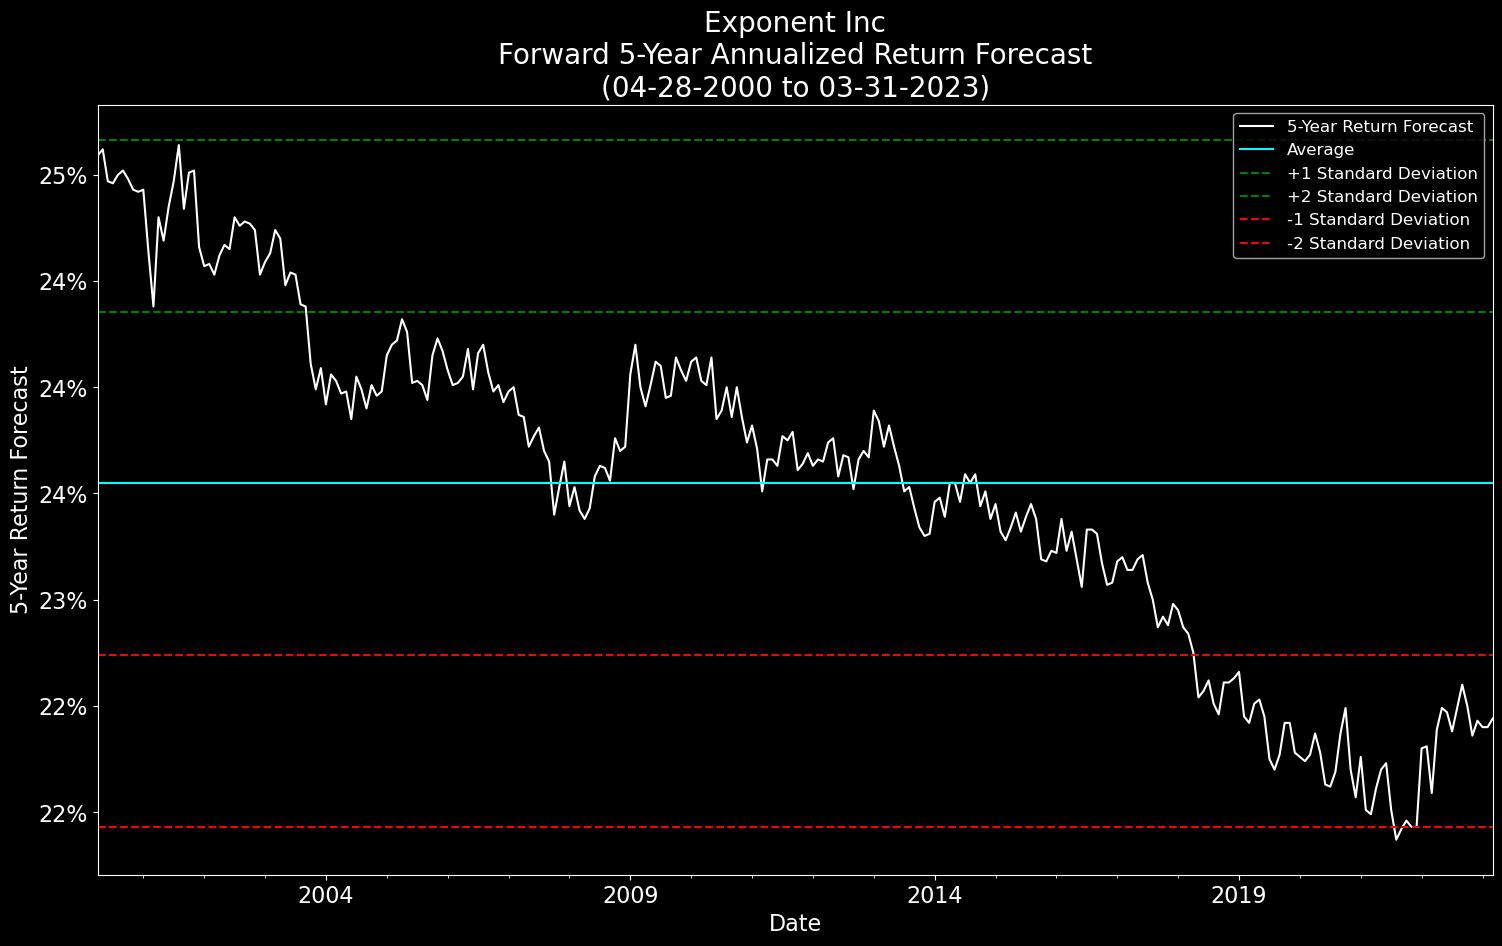 Exponent Inc
Forward 5-Year Annualized Return Forecast
(04-28-2000 to 03-31-2023)
5-Year Return Forecast
Average
+1 Standard Deviation
+2 Standard Deviation
-1 Standard Deviation
-2 Standard Deviation
25%
24%
24%
24%
23%
22%
22%
5-Year Return Forecast
2004
2009
2014
2019
Date